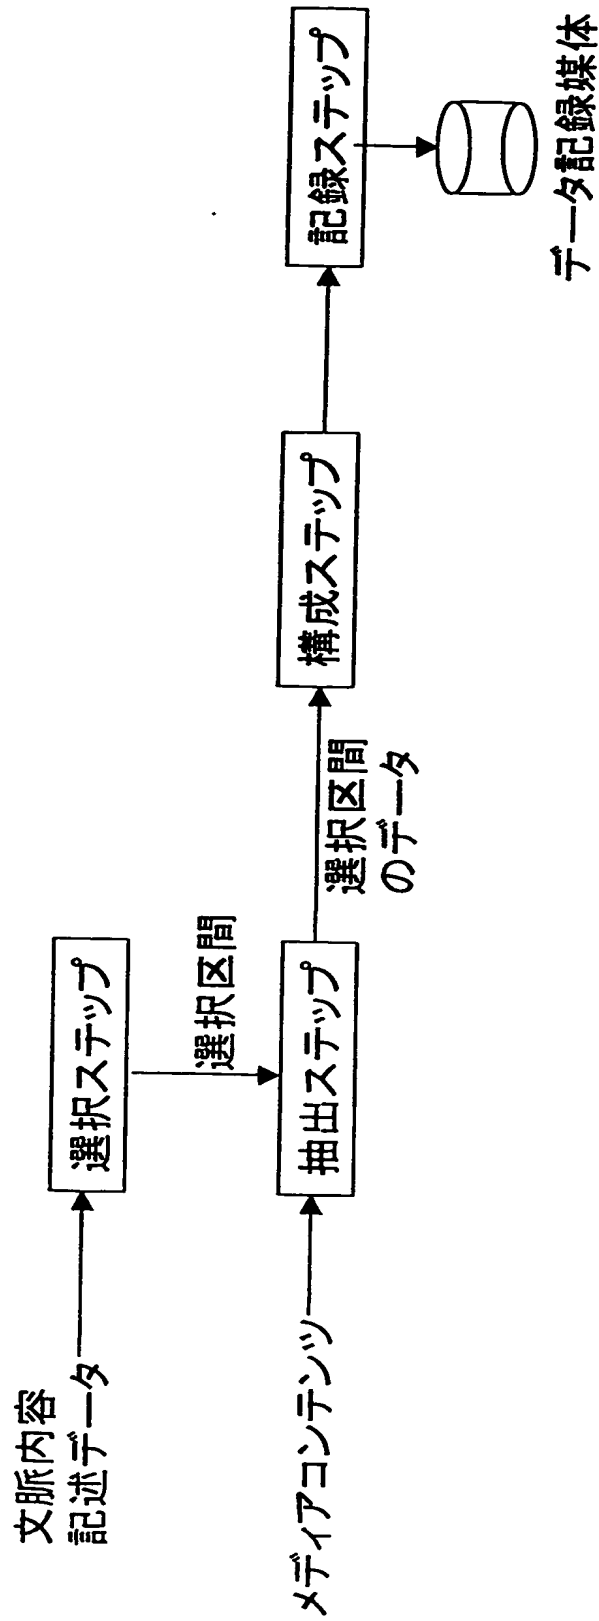 文脈内容
記述データ
選択ステップ
選択区間
メディアコンテンツ
抽出ステップ
選択区間
のデータ
構成ステップ
記録ステップ
データ記録媒体